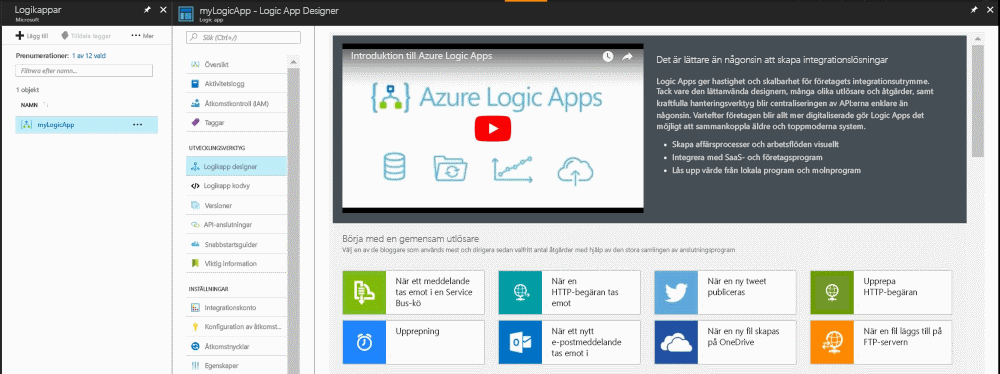 Logikappar
Microsoft
Lägg till
Tilldela taggar
Mer
Prenumerationer: 1 av 12 vald
Filtrera efter namn...
1 objekt
NAMN
myLogicApp
myLogicApp - Logic App Designer
Logic app
Sök (Ctrl+/)
Översikt
Aktivitetslogg
Åtkomstkontroll (IAM)
Taggar
UTVECKLINGSVERKTYG
Logikapp designer
Logikapp kodvy
Versioner
API-anslutningar
Snabbstartsguider
Viktig information
INSTÄLLNINGAR
Integrationskonto
Konfiguration av åtkomst...
Åtkomstnycklar
Egenskaper
Introduktion till Azure Logic Apps
Azure Logic Apps
Det är lättare än någonsin att skapa integrationslösningar
Logic Apps ger hastighet och skalbarhet för företagets integrationsutrymme.
Tack vare den lättanvända designern, många olika utlösare och åtgärder, samt
kraftfulla hanteringsverktyg blir centraliseringen av APIerna enklare än
någonsin. Vartefter företagen blir allt mer digitaliserade gör Logic Apps det
möjligt att sammankoppla äldre och toppmoderna system.
• Skapa affärsprocesser och arbetsflöden visuellt
• Integrera med SaaS- och företagsprogram
• Lås upp värde från lokala program och molnprogram
Börja med en gemensam utlösare
Välj en av de bloggare som används mest och dirigera sedan valfritt antal åtgärder med hjälp av den stora samlingen av anslutningsprogram
När ett meddelande
tas emot i en Service
Bus-kö
När en
HTTP-begäran tas
emot
När en ny tweet
publiceras
Upprepa
HTTP-begäran
Upprepning
När ett nytt
e-postmeddelande
tas emot i
När en ny fil skapas
på OneDrive
När en fil läggs till på
FTP-servern